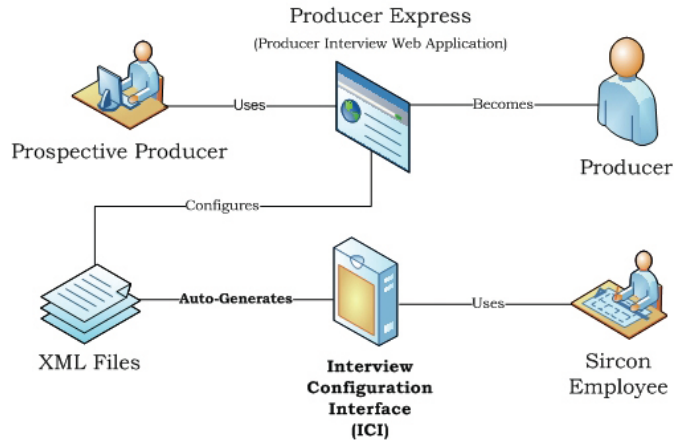 Producer Express
(Producer Interview Web Application)
Uses
Becomes
Prospective Producer
Producer
Configures
Auto-Generates
Uses
XML Files
Interview
Configuration
Interface
(ICI)
Sircon
Employee